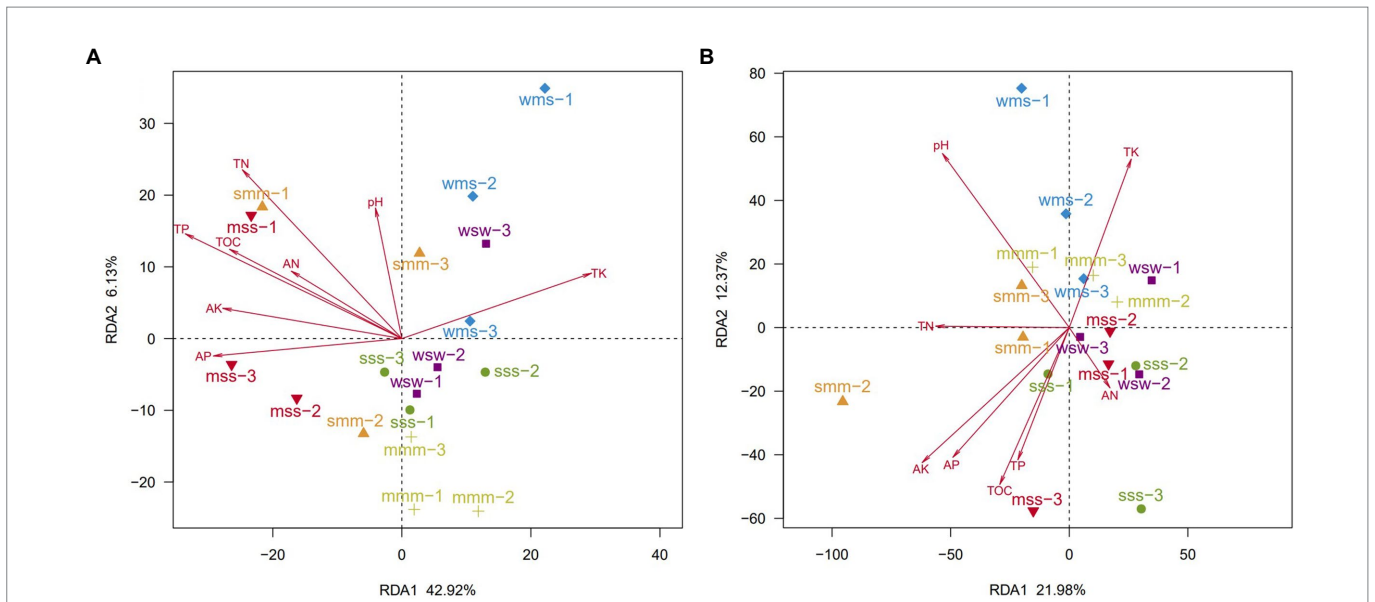 A
B
30
20
10
0
−10
−20
−20
0
20
40
RDA2 6.13%
RDA1 42.92%
wms−1
TN
smm−1
wms−2
pH
mss−1
wsw−3
TP
TOC
smm−3
AN
TK
AK
wms−3
AP
sss−3
wsw−2
mss−3
wsw−1
sss−2
mss−2
smm−2
sss−1
mmm−3
mmm−1
mmm−2
80
60
40
20
0
−20
−40
−60
−100
−50
0
50
RDA2 12.37%
RDA1 21.98%
wms−1
pH
TK
wms−2
mmm−1
mmm−3
wsw−1
smm−3
wms−3
mmm−2
TN
mss−2
smm−1
wsw−3
sss−2
mss−1
sss−1
wsw−2
smm−2
AN
AK
AP
TP
TOC
mss−3
sss−3